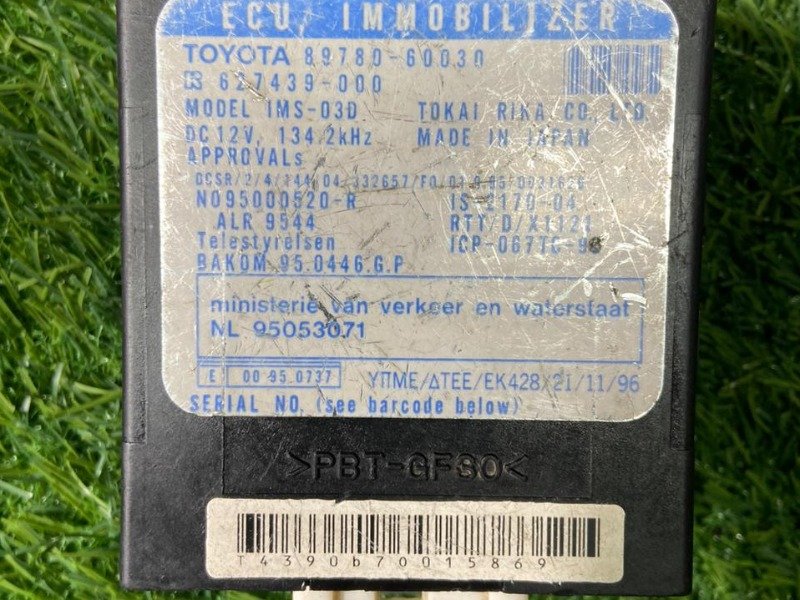 ECU IMMOBILIZER
TOYOTA 89780-60030
627439-000
MODEL IMS-03D TOKAI RIKA CO., LTD.
DC12V, 134.2kHz MADE IN JAPAN
APPROVALs
N095000520-R IS-2170-04
ALR 9544 RTT/D/X1121
Telestyrelsen
BAKOM 95.0446.G.P
ministerie van verkeer en waterstaat
NL 95053071
E 00 95 0737 ΥΠΜΕ/ΔΤΕΕ/ΕΚ428/21/11/96
SERIAL NO. (see barcode below)
>PBT-GF30<
T4390b70015869